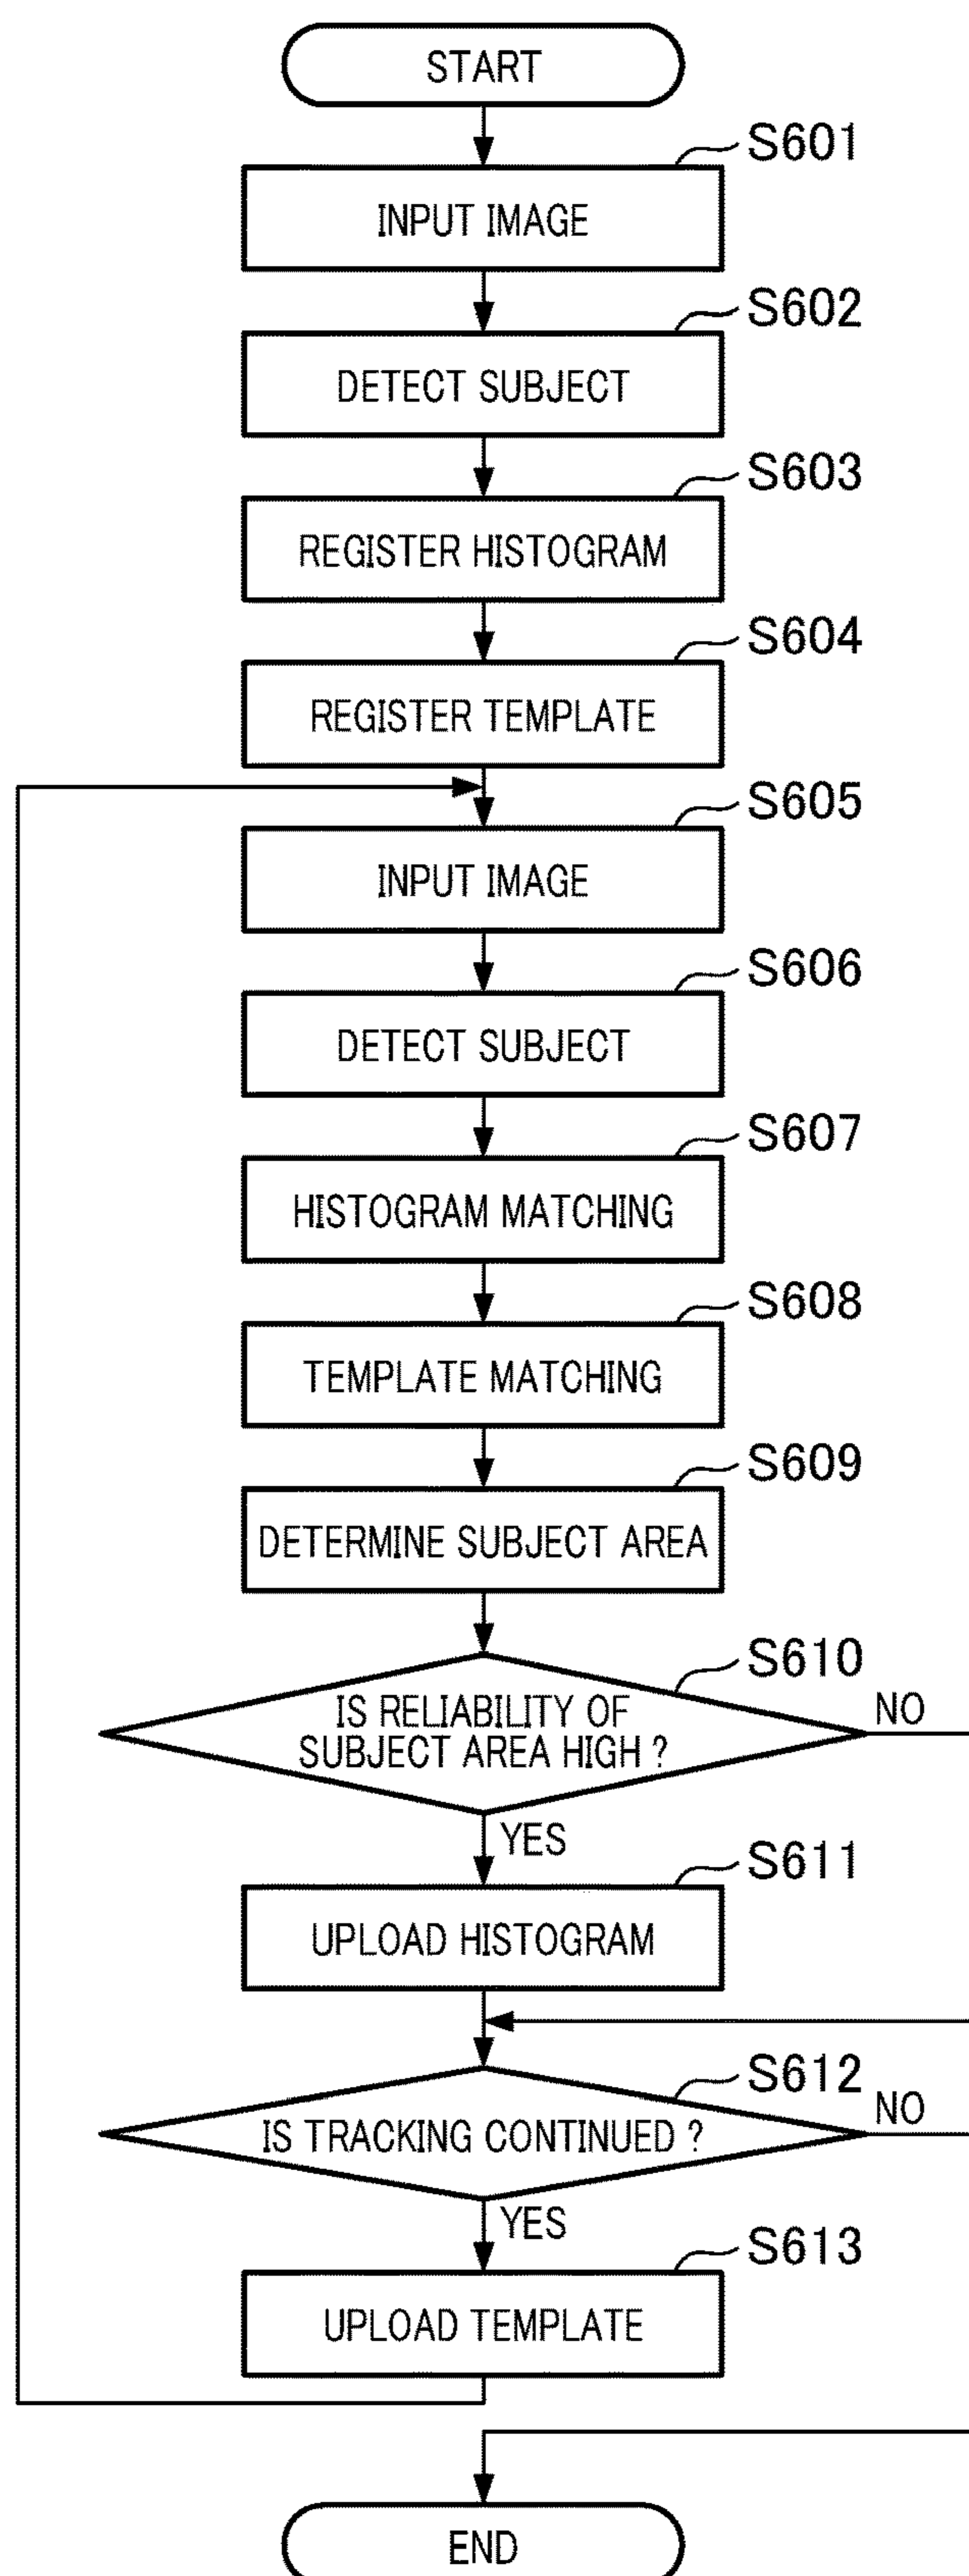 START
S601
INPUT IMAGE
S602
DETECT SUBJECT
S603
REGISTER HISTOGRAM
S604
REGISTER TEMPLATE
S605
INPUT IMAGE
S606
DETECT SUBJECT
S607
HISTOGRAM MATCHING
S608
TEMPLATE MATCHING
S609
DETERMINE SUBJECT AREA
S610
IS RELIABILITY OF
SUBJECT AREA HIGH ?
NO
YES
S611
UPLOAD HISTOGRAM
S612
IS TRACKING CONTINUED ?
NO
YES
S613
UPLOAD TEMPLATE
END